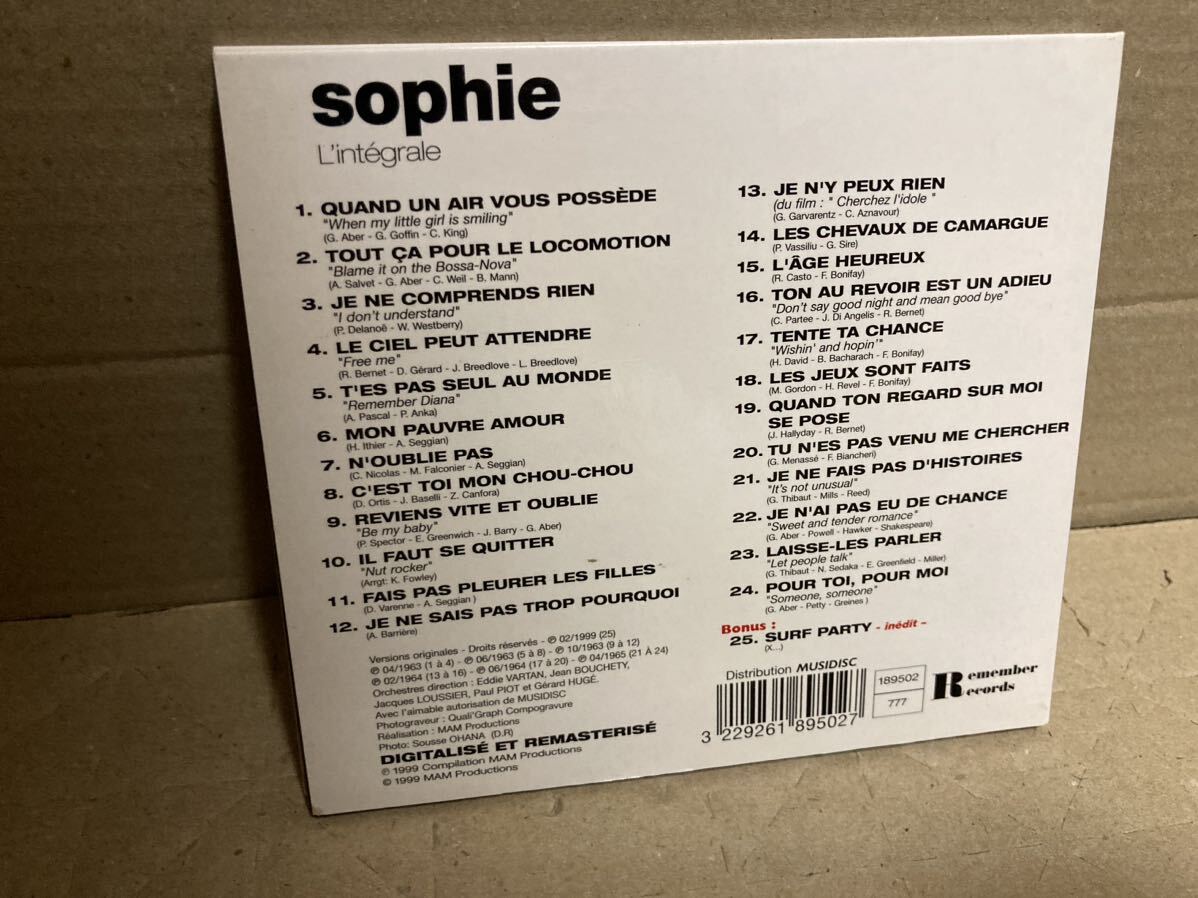 sophie
L'intégrale
1. QUAND UN AIR VOUS POSSÈDE
"When my little girl is smiling"
(G. Aber - G. Goffin - C. King)
2. TOUT ÇA POUR LE LOCOMOTION
"Blame it on the Bossa-Nova"
(A. Salvet - G. Aber - C. Weil - B. Mann)
3. JE NE COMPRENDS RIEN
"I don't understand"
(P. Delanoë - W. Westberry)
4. LE CIEL PEUT ATTENDRE
"Free me"
(R. Bernet - D. Gérard - J. Breedlove - L. Breedlove)
5. T'ES PAS SEUL AU MONDE
"Remember Diana"
(A. Pascal - P. Anka)
6. MON PAUVRE AMOUR
(H. Ithier - A. Seggian)
7. N'OUBLIE PAS
(C. Nicolas - M. Falconier - A. Seggian)
8. C'EST TOI MON CHOU-CHOU
(D. Ortis - J. Baselli - Z. Canfora)
9. REVIENS VITE ET OUBLIE
"Be my baby"
(P. Spector - E. Greenwich - J. Barry - G. Aber)
10. IL FAUT SE QUITTER
"Nut rocker"
(Arrgt: K. Fowley)
11. FAIS PAS PLEURER LES FILLES
(D. Varenne - A. Seggian )
12. JE NE SAIS PAS TROP POURQUOI
(A. Barrière)
Versions originales - Droits réservés - ℗ 02/1999 (25)
℗ 04/1963 (1 à 4) - ℗ 06/1963 (5 à 8) - ℗ 10/1963 (9 à 12)
℗ 02/1964 (13 à 16) - ℗ 06/1964 (17 à 20) - ℗ 04/1965 (21 À 24)
Orchestres direction : Eddie VARTAN, Jean BOUCHETY,
Jacques LOUSSIER, Paul PIOT et Gérard HUGÉ.
Avec l'aimable autorisation de MUSIDISC
Photograveur : Quali'Graph Compogravure
Réalisation : MAM Productions
Photo: Sousse OHANA (D.R)
DIGITALISÉ ET REMASTERISÉ
℗ 1999 Compilation MAM Productions
© 1999 MAM Productions
13. JE N'Y PEUX RIEN
(du film : " Cherchez l'idole "
(G. Garvarentz - C. Aznavour)
14. LES CHEVAUX DE CAMARGUE
(P. Vassiliu - G. Sire)
15. L'ÂGE HEUREUX
(R. Casto - F. Bonifay)
16. TON AU REVOIR EST UN ADIEU
"Don't say good night and mean good bye"
(C. Partee - J. Di Angelis - R. Bernet)
17. TENTE TA CHANCE
"Wishin' and hopin'"
(H. David - B. Bacharach - F. Bonifay)
18. LES JEUX SONT FAITS
(M. Gordon - H. Revel - F. Bonifay)
19. QUAND TON REGARD SUR MOI
SE POSE
(J. Hallyday - R. Bernet)
20. TU N'ES PAS VENU ME CHERCHER
(G. Menassé - F. Biancheri)
21. JE NE FAIS PAS D'HISTOIRES
"It's not unusual"
(G. Thibaut - Mills - Reed)
22. JE N'AI PAS EU DE CHANCE
"Sweet and tender romance"
(G. Aber - Powell - Hawker - Shakespeare)
23. LAISSE-LES PARLER
"Let people talk"
(G. Thibaut - N. Sedaka - E. Greenfield - Miller)
24. POUR TOI, POUR MOI
"Someone, someone"
(G. Aber - Petty - Greines )
Bonus :
25. SURF PARTY - inédit -
(X...)
Distribution MUSIDISC
3 229261 895027
189502
777
Remember
Records